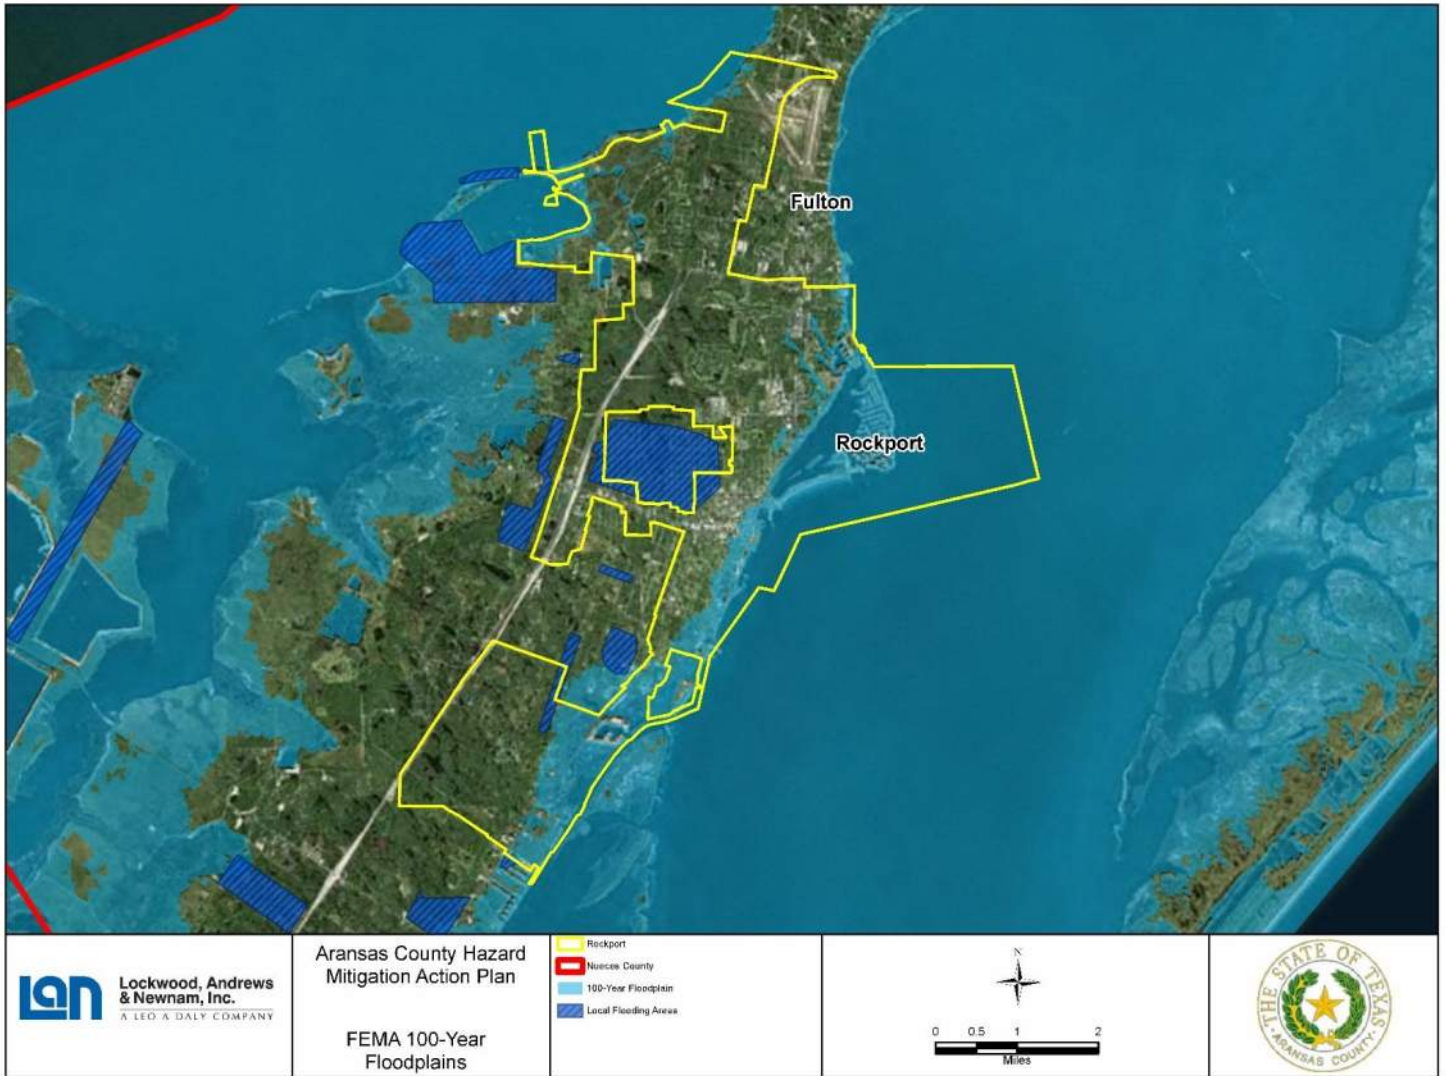 Fulton
Rockport
LAN
Lockwood, Andrews
& Newnam, Inc.
A LEO A DALY COMPANY
Aransas County Hazard
Mitigation Action Plan
FEMA 100-Year
Floodplains
Rockport
Nueces County
100-Year Floodplain
Local Flooding Areas
N
0 0.5 1 2
Miles
THE STATE OF TEXAS
ARANSAS COUNTY